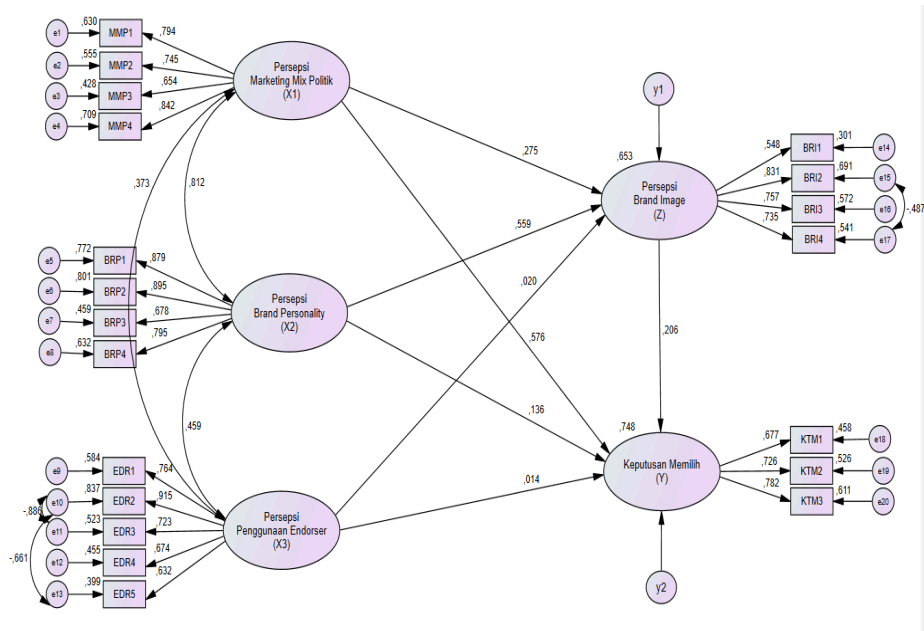 ,630
e1
MMP1
,794
,555
e2
MMP2
,745
,428
e3
MMP3
,654
,709
e4
MMP4
,842
Persepsi
Marketing Mix Politik
(X1)
,373
,812
,772
e5
BRP1
,879
,801
e6
BRP2
,895
,459
e7
BRP3
,678
,632
e8
BRP4
,795
Persepsi
Brand Personality
(X2)
,459
,584
e9
EDR1
,764
,837
e10
EDR2
,915
-,886
,523
e11
EDR3
,723
,455
e12
EDR4
,674
-,661
,399
e13
EDR5
,632
Persepsi
Penggunaan Endorser
(X3)
,275
,559
,020
,576
,136
,014
,206
y1
,653
Persepsi
Brand Image
(Z)
,548
BRI1
,301
e14
,831
BRI2
,691
e15
,757
BRI3
,572
e16
,735
BRI4
,541
e17
-,487
,748
Keputusan Memilih
(Y)
,677
KTM1
,458
e18
,726
KTM2
,526
e19
,782
KTM3
,611
e20
y2